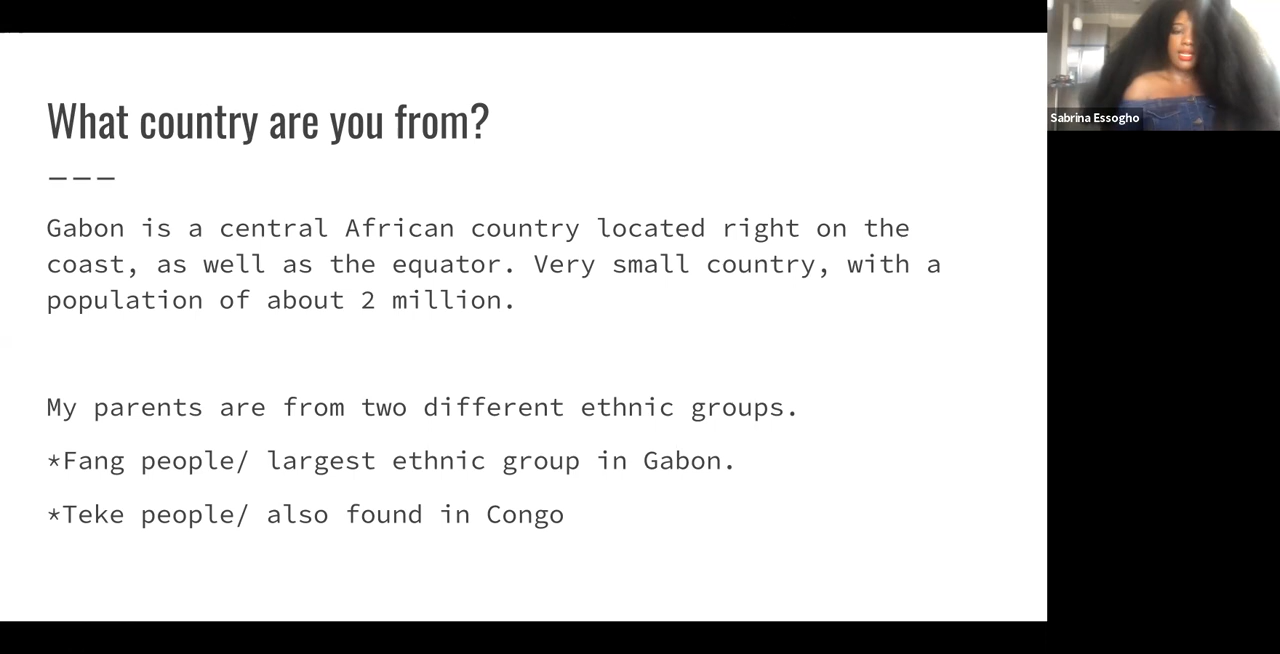 What country are you from?
———
Gabon is a central African country located right on the
coast, as well as the equator. Very small country, with a
population of about 2 million.
My parents are from two different ethnic groups.
*Fang people/ largest ethnic group in Gabon.
*Teke people/ also found in Congo
Sabrina Essogho